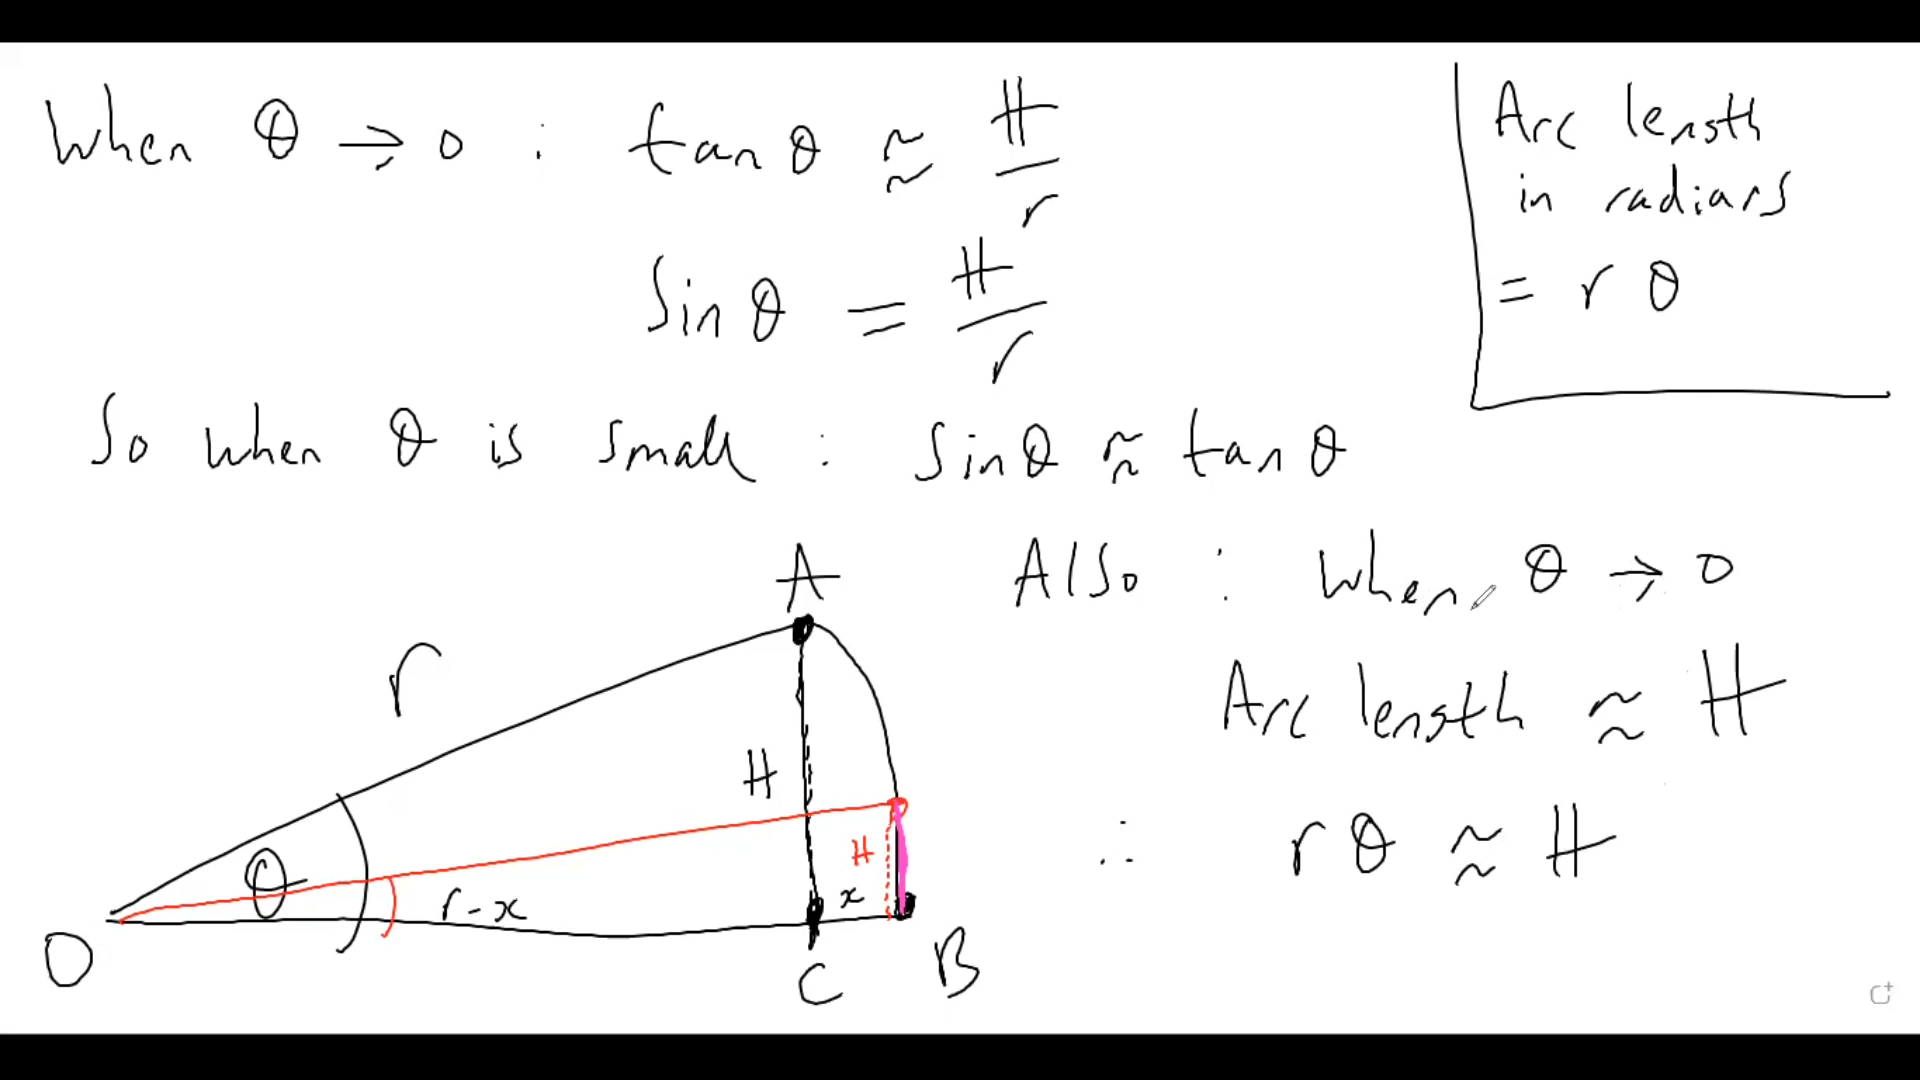 When θ → 0 : tan θ ≈ H/r
Sin θ = H/r
So when θ is small : sin θ ≈ tan θ
Arc length
in radians
= r θ
Also : when θ → 0
Arc length ≈ H
∴ r θ ≈ H
A
r
H
H
θ
r-x
x
O
C
B